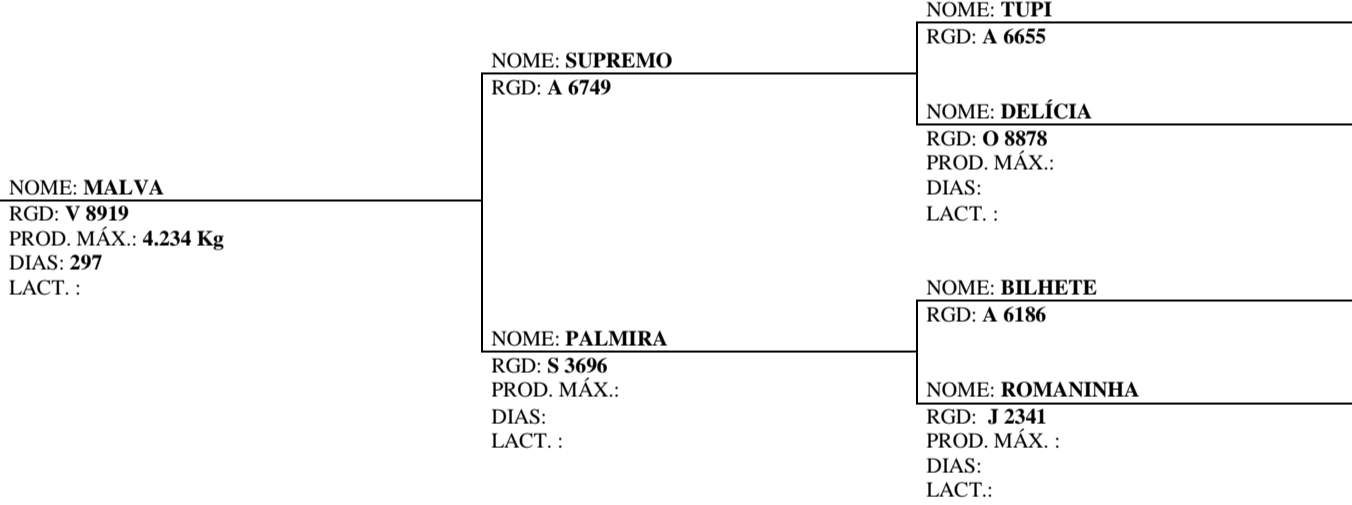 NOME: TUPI
RGD: A 6655
NOME: SUPREMO
RGD: A 6749
NOME: DELÍCIA
RGD: O 8878
PROD. MÁX.:
DIAS:
LACT. :
NOME: MALVA
RGD: V 8919
PROD. MÁX.: 4.234 Kg
DIAS: 297
LACT. :
NOME: BILHETE
RGD: A 6186
NOME: PALMIRA
RGD: S 3696
PROD. MÁX.:
DIAS:
LACT. :
NOME: ROMANINHA
RGD: J 2341
PROD. MÁX. :
DIAS:
LACT.: